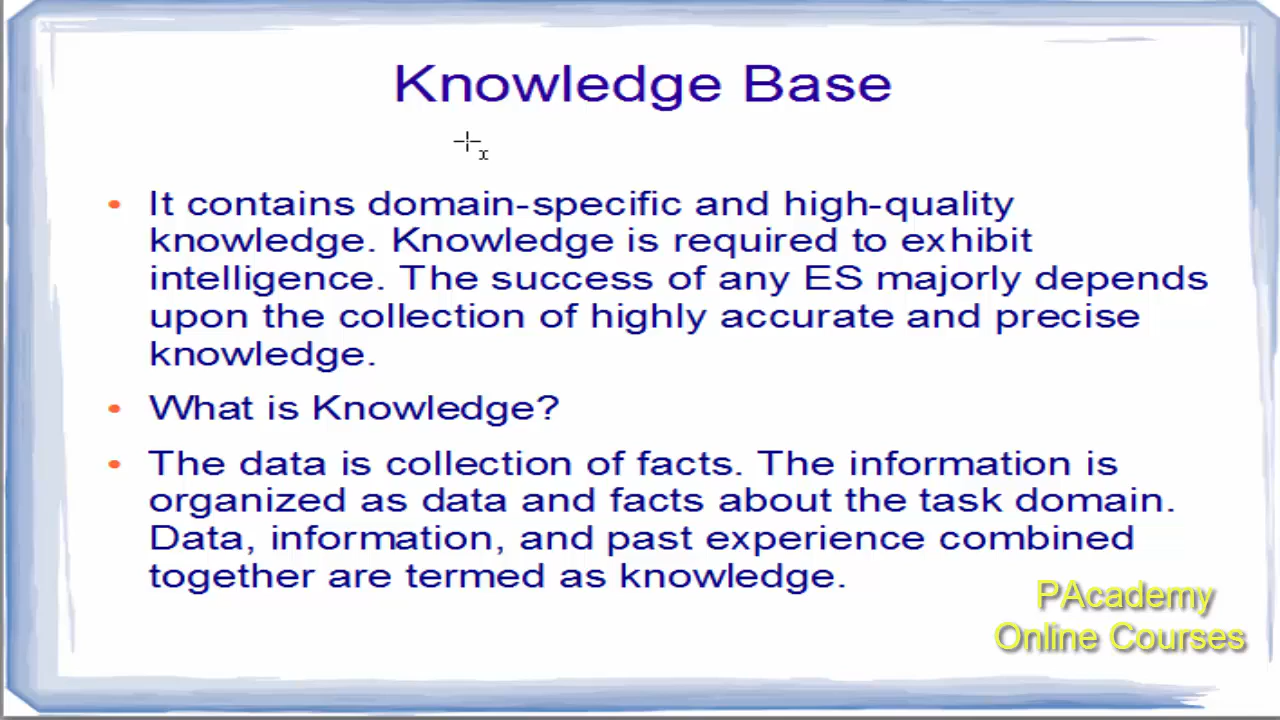 Knowledge Base
• It contains domain-specific and high-quality
knowledge. Knowledge is required to exhibit
intelligence. The success of any ES majorly depends
upon the collection of highly accurate and precise
knowledge.
• What is Knowledge?
• The data is collection of facts. The information is
organized as data and facts about the task domain.
Data, information, and past experience combined
together are termed as knowledge.
PAcademy
Online Courses